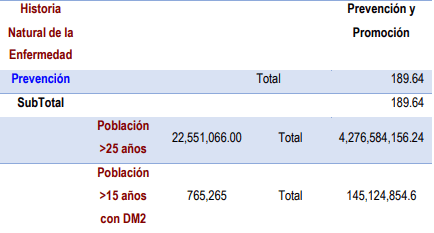 Historia Prevención y
Natural de la Promoción
Enfermedad
Prevención Total 189.64
SubTotal 189.64
Población
>25 años 22,551,066.00 Total 4,276,584,156.24
Población
>15 años 765,265 Total 145,124,854.6
con DM2